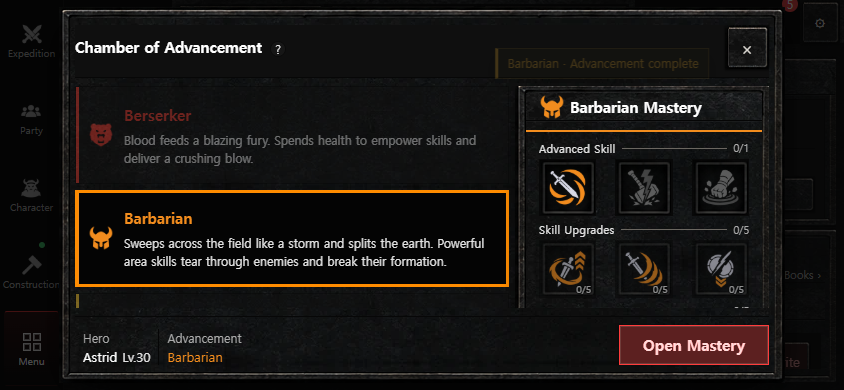 5
Expedition
Party
Character
Construction
Menu
Chamber of Advancement ?
×
Barbarian - Advancement complete
Berserker
Blood feeds a blazing fury. Spends health to empower skills and
deliver a crushing blow.
Barbarian
Sweeps across the field like a storm and splits the earth. Powerful
area skills tear through enemies and break their formation.
Barbarian Mastery
Advanced Skill 0/1
Skill Upgrades 0/5
0/5 0/5 0/5
Books ›
Hero
Astrid Lv.30
Advancement
Barbarian
Open Mastery